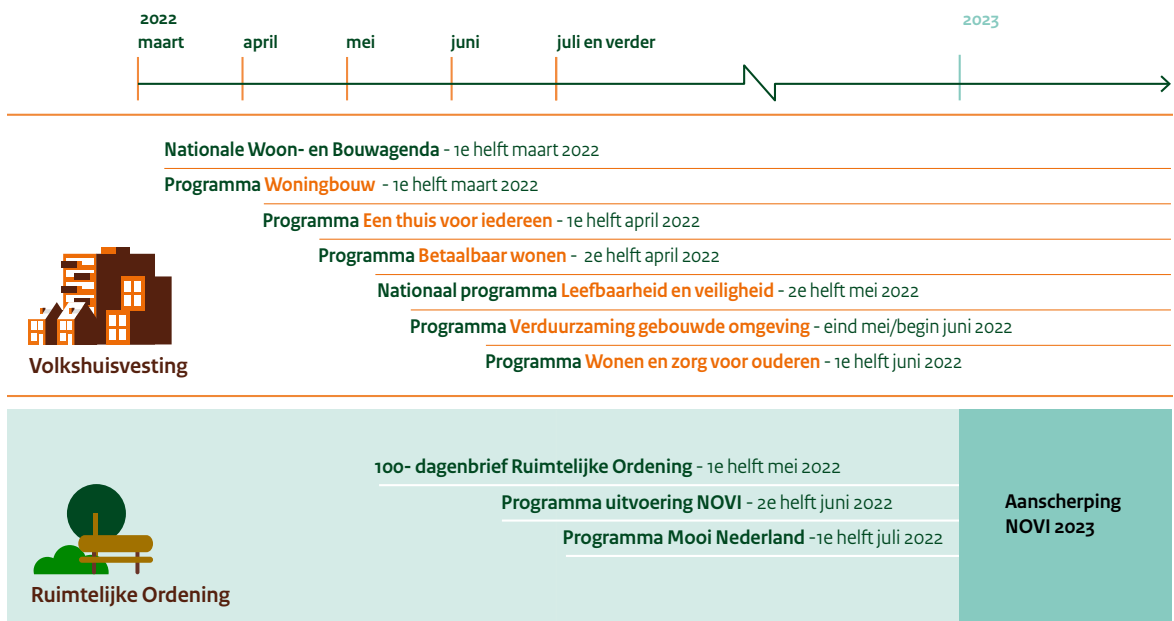 2022
2023
maart april mei juni juli en verder
Nationale Woon- en Bouwagenda - 1e helft maart 2022
Programma Woningbouw - 1e helft maart 2022
Programma Een thuis voor iedereen - 1e helft april 2022
Programma Betaalbaar wonen - 2e helft april 2022
Nationaal programma Leefbaarheid en veiligheid - 2e helft mei 2022
Programma Verduurzaming gebouwde omgeving - eind mei/begin juni 2022
Programma Wonen en zorg voor ouderen - 1e helft juni 2022
Volkshuisvesting
100- dagenbrief Ruimtelijke Ordening - 1e helft mei 2022
Programma uitvoering NOVI - 2e helft juni 2022
Programma Mooi Nederland -1e helft juli 2022
Aanscherping
NOVI 2023
Ruimtelijke Ordening